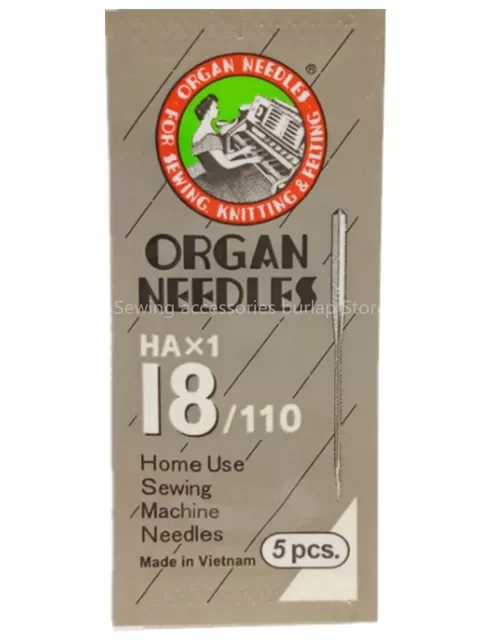 ORGAN NEEDLES ®
FOR SEWING, KNITTING & FELTING
ORGAN
NEEDLES
Sewing accessories burlap Store
HA×1
18/110
Home Use
Sewing
Machine
Needles
Made in Vietnam
5 pcs.